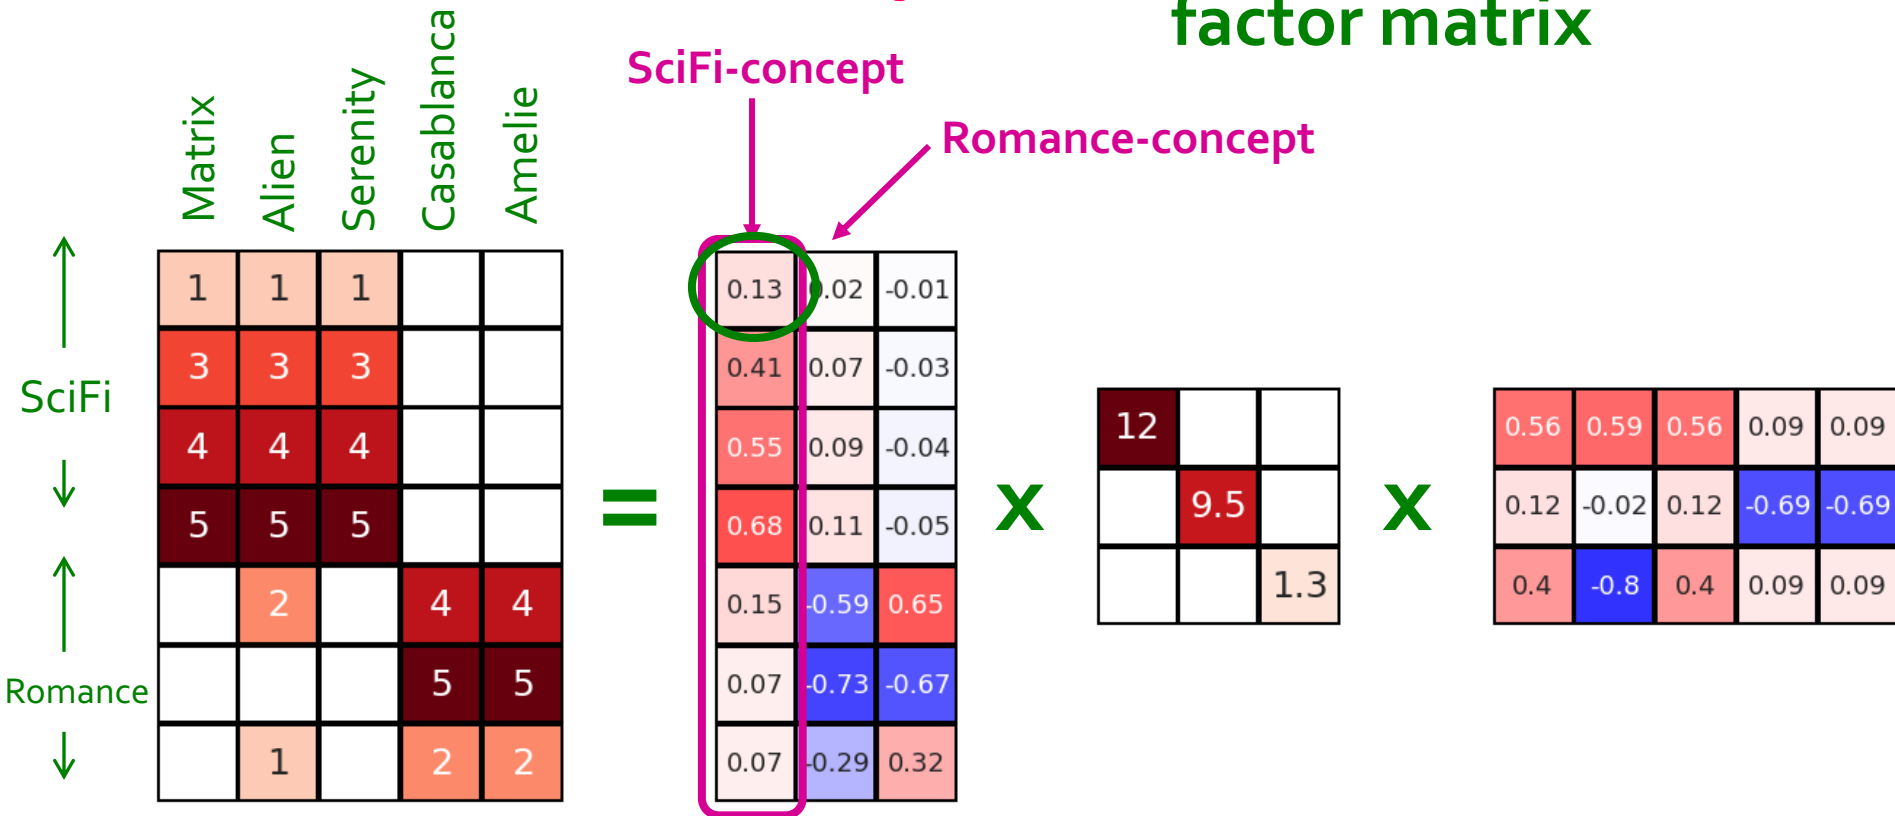 factor matrix
SciFi-concept
Romance-concept
Matrix
Alien
Serenity
Casablanca
Amelie
SciFi
Romance
1 1 1
3 3 3
4 4 4
5 5 5
2 4 4
5 5
1 2 2
=
0.13 0.02 -0.01
0.41 0.07 -0.03
0.55 0.09 -0.04
0.68 0.11 -0.05
0.15 -0.59 0.65
0.07 -0.73 -0.67
0.07 -0.29 0.32
x
12
9.5
1.3
x
0.56 0.59 0.56 0.09 0.09
0.12 -0.02 0.12 -0.69 -0.69
0.4 -0.8 0.4 0.09 0.09